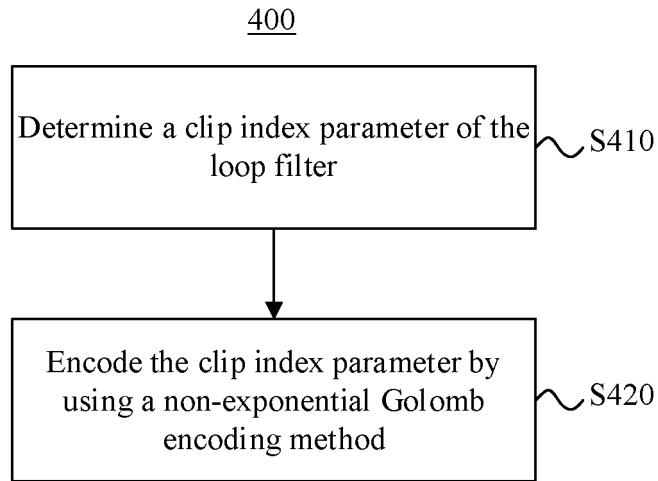 400
Determine a clip index parameter of the
loop filter
S410
Encode the clip index parameter by
using a non-exponential Golomb
encoding method
S420